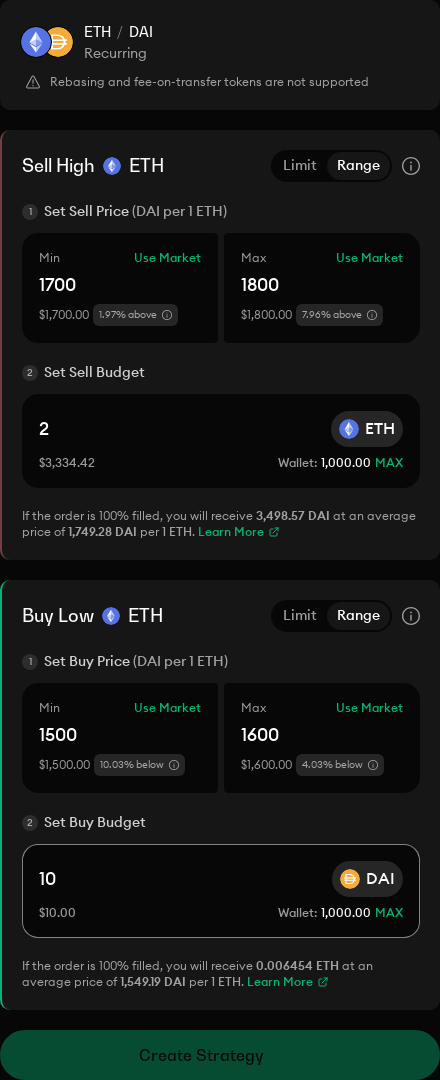 ETH / DAI
Recurring
Rebasing and fee-on-transfer tokens are not supported
Sell High ETH Limit Range
1 Set Sell Price (DAI per 1 ETH)
Min Use Market Max Use Market
1700 1800
$1,700.00 1.97% above $1,800.00 7.96% above
2 Set Sell Budget
2 ETH
$3,334.42 Wallet: 1,000.00 MAX
If the order is 100% filled, you will receive 3,498.57 DAI at an average
price of 1,749.28 DAI per 1 ETH. Learn More
Buy Low ETH Limit Range
1 Set Buy Price (DAI per 1 ETH)
Min Use Market Max Use Market
1500 1600
$1,500.00 10.03% below $1,600.00 4.03% below
2 Set Buy Budget
10 DAI
$10.00 Wallet: 1,000.00 MAX
If the order is 100% filled, you will receive 0.006454 ETH at an
average price of 1,549.19 DAI per 1 ETH. Learn More
Create Strategy